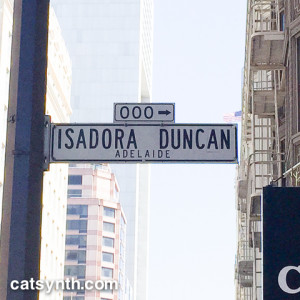 000→
ISADORA DUNCAN
ADELAIDE
C
catsynth.com